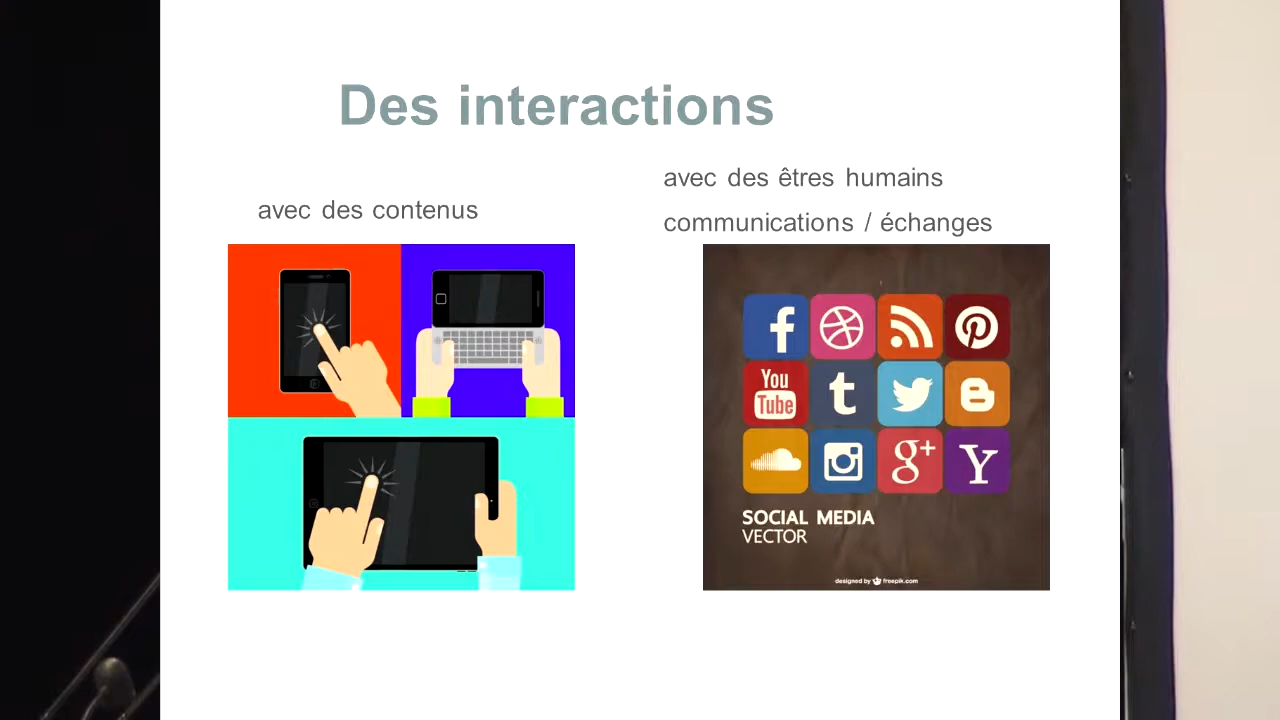 Des interactions
avec des contenus
avec des êtres humains
communications / échanges
f
P
You
Tube
t
B
g+
Y
SOCIAL MEDIA
VECTOR
designed by freepik.com